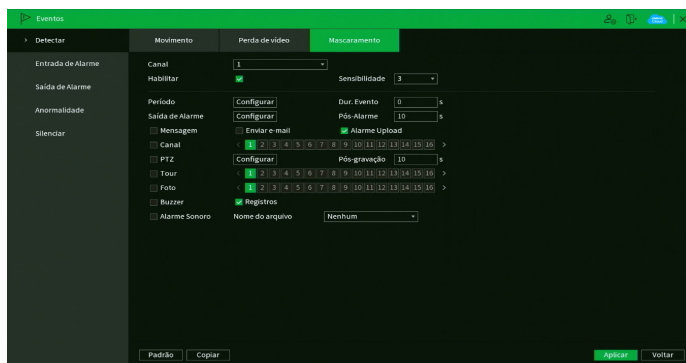 Eventos
Detectar
Entrada de Alarme
Saída de Alarme
Anormalidade
Silenciar
Movimento Perda de vídeo Mascaramento
Canal 1
Habilitar Sensibilidade 3
Período Configurar Dur. Evento 0 s
Saída de Alarme Configurar Pós-Alarme 10 s
Mensagem Enviar e-mail Alarme Upload
Canal < 1 2 3 4 5 6 7 8 9 10 11 12 13 14 15 16 >
PTZ Configurar Pós-gravação 10 s
Tour < 1 2 3 4 5 6 7 8 9 10 11 12 13 14 15 16 >
Foto < 1 2 3 4 5 6 7 8 9 10 11 12 13 14 15 16 >
Buzzer Registros
Alarme Sonoro Nome do arquivo Nenhum
Padrão Copiar Aplicar Voltar